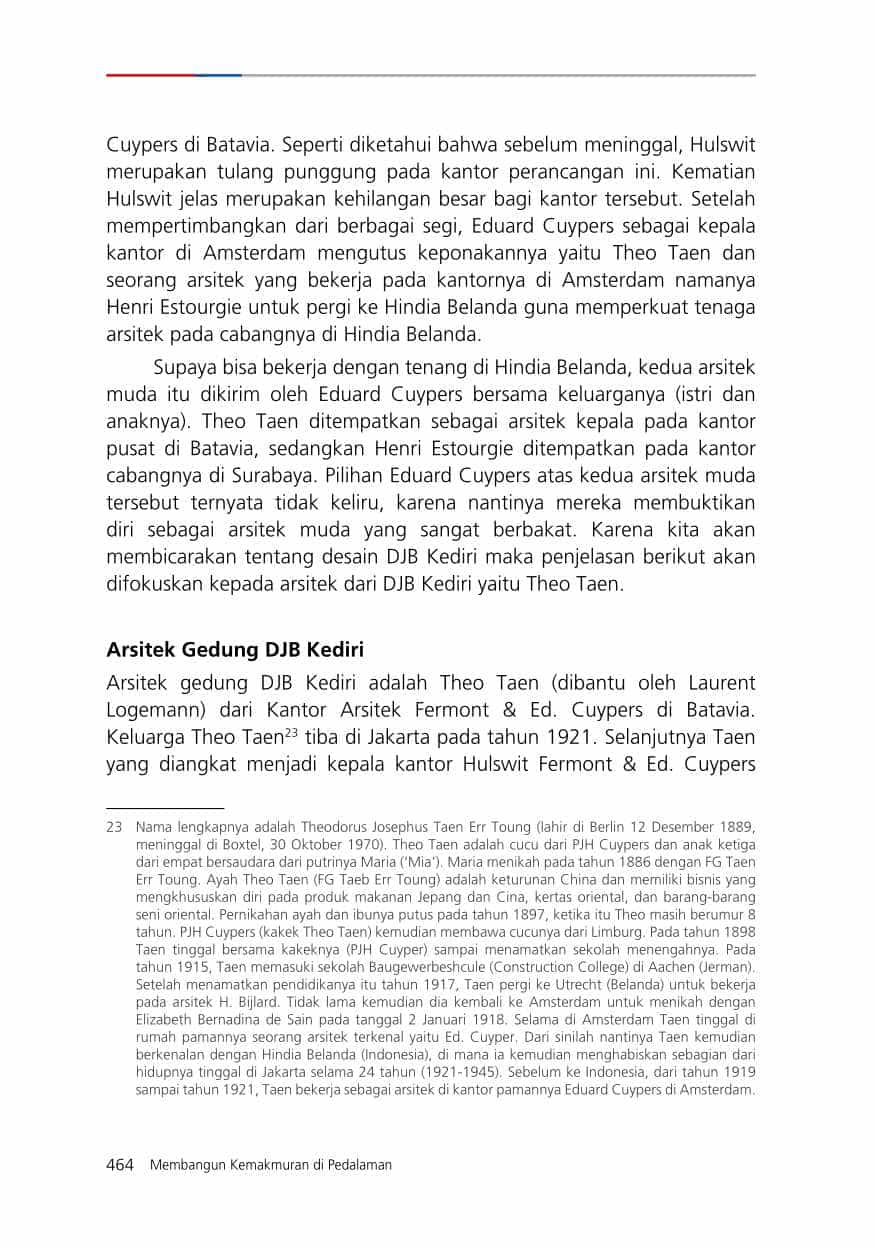 Cuypers di Batavia. Seperti diketahui bahwa sebelum meninggal, Hulswit
merupakan tulang punggung pada kantor perancangan ini. Kematian
Hulswit jelas merupakan kehilangan besar bagi kantor tersebut. Setelah
mempertimbangkan dari berbagai segi, Eduard Cuypers sebagai kepala
kantor di Amsterdam mengutus keponakannya yaitu Theo Taen dan
seorang arsitek yang bekerja pada kantornya di Amsterdam namanya
Henri Estourgie untuk pergi ke Hindia Belanda guna memperkuat tenaga
arsitek pada cabangnya di Hindia Belanda.
Supaya bisa bekerja dengan tenang di Hindia Belanda, kedua arsitek
muda itu dikirim oleh Eduard Cuypers bersama keluarganya (istri dan
anaknya). Theo Taen ditempatkan sebagai arsitek kepala pada kantor
pusat di Batavia, sedangkan Henri Estourgie ditempatkan pada kantor
cabangnya di Surabaya. Pilihan Eduard Cuypers atas kedua arsitek muda
tersebut ternyata tidak keliru, karena nantinya mereka membuktikan
diri sebagai arsitek muda yang sangat berbakat. Karena kita akan
membicarakan tentang desain DJB Kediri maka penjelasan berikut akan
difokuskan kepada arsitek dari DJB Kediri yaitu Theo Taen.
Arsitek Gedung DJB Kediri
Arsitek gedung DJB Kediri adalah Theo Taen (dibantu oleh Laurent
Logemann) dari Kantor Arsitek Fermont & Ed. Cuypers di Batavia.
Keluarga Theo Taen23 tiba di Jakarta pada tahun 1921. Selanjutnya Taen
yang diangkat menjadi kepala kantor Hulswit Fermont & Ed. Cuypers
23 Nama lengkapnya adalah Theodorus Josephus Taen Err Toung (lahir di Berlin 12 Desember 1889,
meninggal di Boxtel, 30 Oktober 1970). Theo Taen adalah cucu dari PJH Cuypers dan anak ketiga
dari empat bersaudara dari putrinya Maria ('Mia'). Maria menikah pada tahun 1886 dengan FG Taen
Err Toung. Ayah Theo Taen (FG Taeb Err Toung) adalah keturunan China dan memiliki bisnis yang
mengkhususkan diri pada produk makanan Jepang dan Cina, kertas oriental, dan barang-barang
seni oriental. Pernikahan ayah dan ibunya putus pada tahun 1897, ketika itu Theo masih berumur 8
tahun. PJH Cuypers (kakek Theo Taen) kemudian membawa cucunya dari Limburg. Pada tahun 1898
Taen tinggal bersama kakeknya (PJH Cuyper) sampai menamatkan sekolah menengahnya. Pada
tahun 1915, Taen memasuki sekolah Baugewerbeshcule (Construction College) di Aachen (Jerman).
Setelah menamatkan pendidikanya itu tahun 1917, Taen pergi ke Utrecht (Belanda) untuk bekerja
pada arsitek H. Bijlard. Tidak lama kemudian dia kembali ke Amsterdam untuk menikah dengan
Elizabeth Bernadina de Sain pada tanggal 2 Januari 1918. Selama di Amsterdam Taen tinggal di
rumah pamannya seorang arsitek terkenal yaitu Ed. Cuyper. Dari sinilah nantinya Taen kemudian
berkenalan dengan Hindia Belanda (Indonesia), di mana ia kemudian menghabiskan sebagian dari
hidupnya tinggal di Jakarta selama 24 tahun (1921-1945). Sebelum ke Indonesia, dari tahun 1919
sampai tahun 1921, Taen bekerja sebagai arsitek di kantor pamannya Eduard Cuypers di Amsterdam.
464 Membangun Kemakmuran di Pedalaman